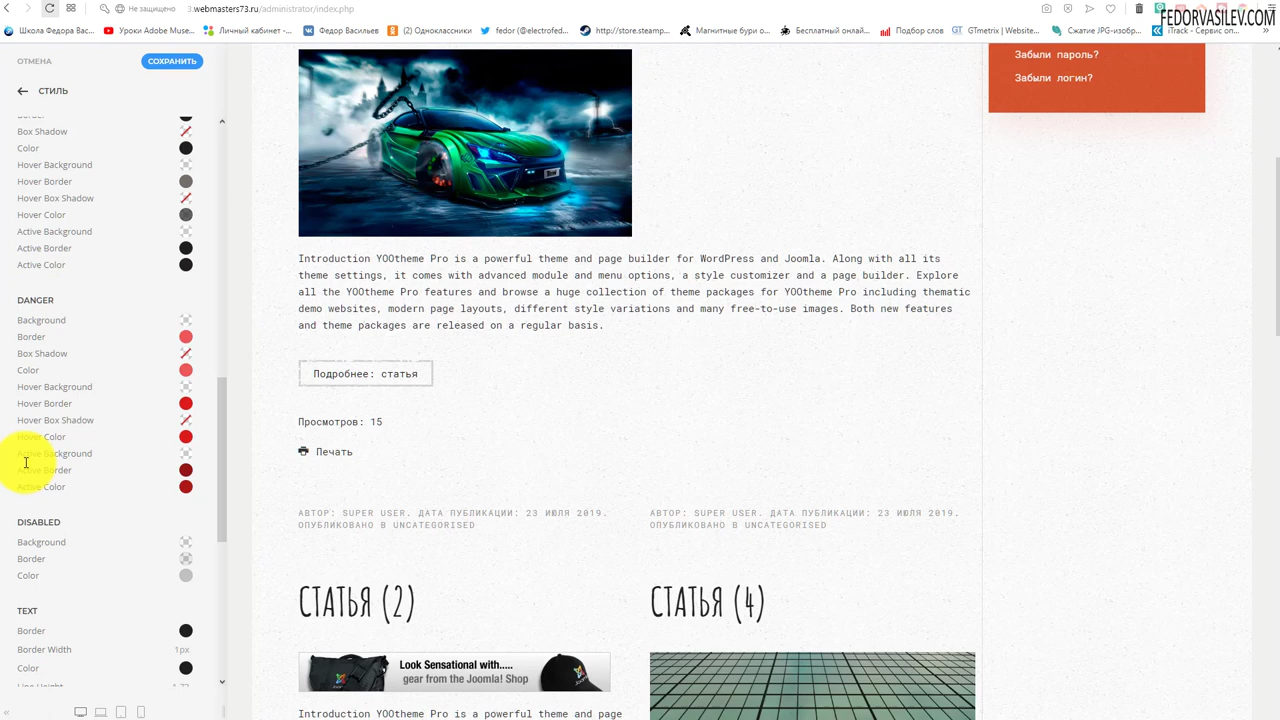 Не защищено
3.webmasters73.ru/administrator/index.php
FEDORVASILEV.COM
Школа Федора Вас...
Уроки Adobe Muse...
Личный кабинет -...
Федор Васильев
(2) Одноклассники
fedor (@electrofed...
http://store.steamp...
Магнитные бури о...
Бесплатный онлай...
Подбор слов
GTmetrix | Website...
Сжатие JPG-изобр...
iTrack - Сервис оп...
ОТМЕНА
СОХРАНИТЬ
СТИЛЬ
Border
Box Shadow
Color
Hover Background
Hover Border
Hover Box Shadow
Hover Color
Active Background
Active Border
Active Color
DANGER
Background
Border
Box Shadow
Color
Hover Background
Hover Border
Hover Box Shadow
Hover Color
Active Background
Active Border
Active Color
DISABLED
Background
Border
Color
TEXT
Border
Border Width 1px
Color
Line Height 1.72
Забыли пароль?
Забыли логин?
Introduction YOOtheme Pro is a powerful theme and page builder for WordPress and Joomla. Along with all its
theme settings, it comes with advanced module and menu options, a style customizer and a page builder. Explore
all the YOOtheme Pro features and browse a huge collection of theme packages for YOOtheme Pro including thematic
demo websites, modern page layouts, different style variations and many free-to-use images. Both new features
and theme packages are released on a regular basis.
Подробнее: статья
Просмотров: 15
Печать
АВТОР: SUPER USER. ДАТА ПУБЛИКАЦИИ: 23 ИЮЛЯ 2019.
ОПУБЛИКОВАНО В UNCATEGORISED
АВТОР: SUPER USER. ДАТА ПУБЛИКАЦИИ: 23 ИЮЛЯ 2019.
ОПУБЛИКОВАНО В UNCATEGORISED
СТАТЬЯ (2)
СТАТЬЯ (4)
Look Sensational with.....
gear from the Joomla! Shop
Introduction YOOtheme Pro is a powerful theme and page